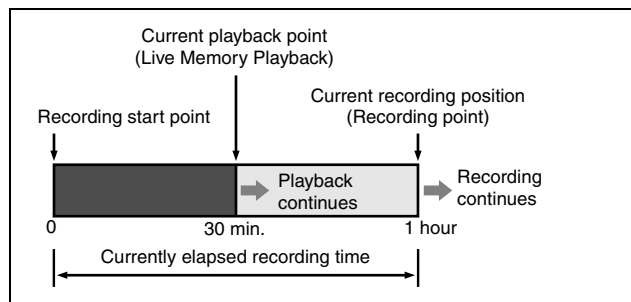 Current playback point
(Live Memory Playback)
Current recording position
(Recording point)
Recording start point
Playback
continues
Recording
continues
0
30 min.
1 hour
Currently elapsed recording time